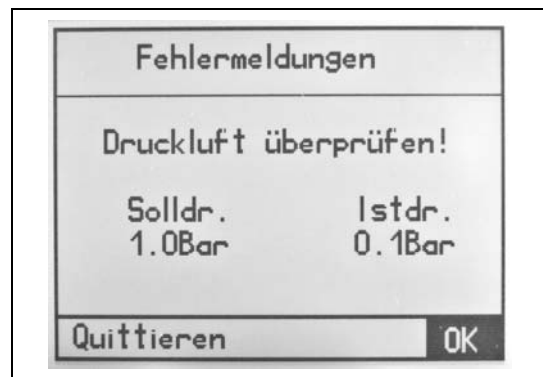 Fehlermeldungen
Druckluft überprüfen!
Solldr. Istdr.
1.0Bar 0.1Bar
Quittieren OK